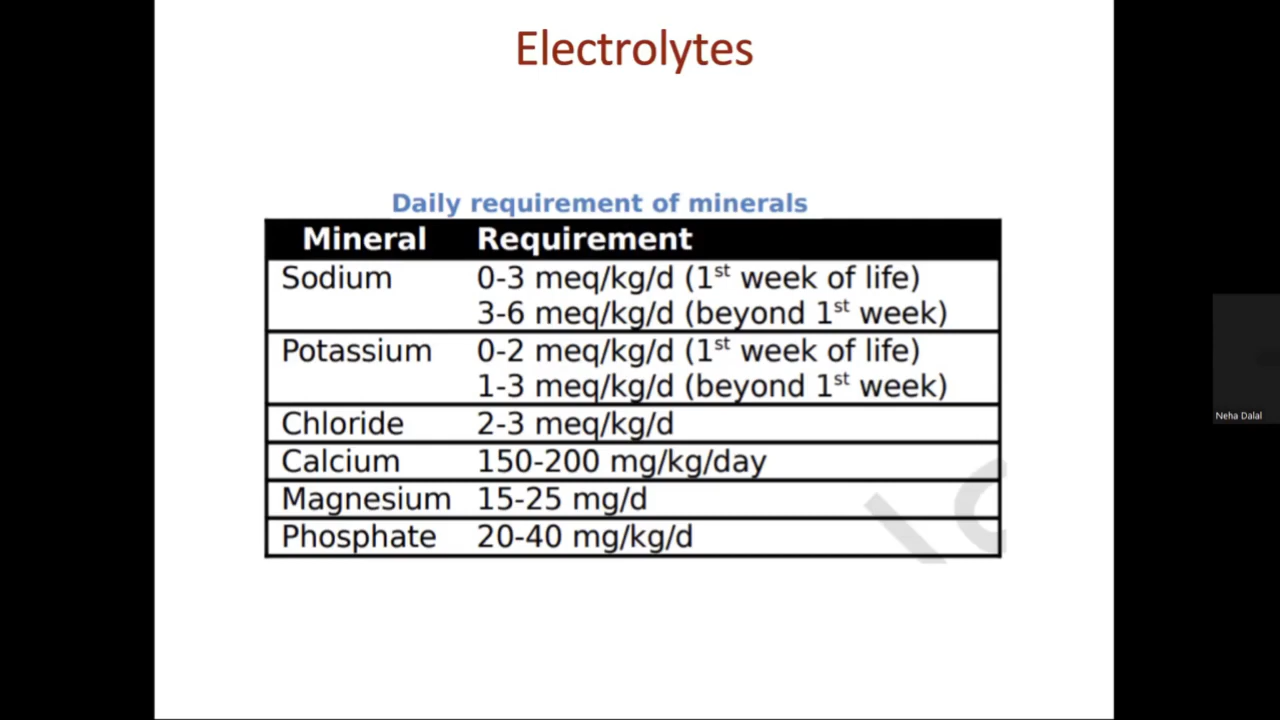 Electrolytes
Daily requirement of minerals
Mineral Requirement
Sodium 0-3 meq/kg/d (1st week of life)
3-6 meq/kg/d (beyond 1st week)
Potassium 0-2 meq/kg/d (1st week of life)
1-3 meq/kg/d (beyond 1st week)
Chloride 2-3 meq/kg/d
Calcium 150-200 mg/kg/day
Magnesium 15-25 mg/d
Phosphate 20-40 mg/kg/d
Neha Dalal